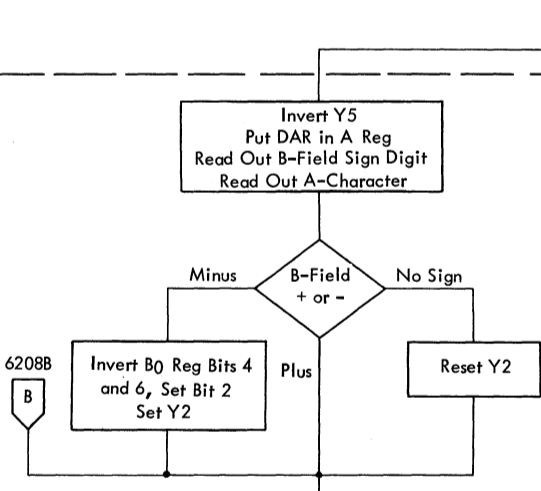 Invert Y5
Put DAR in A Reg
Read Out B-Field Sign Digit
Read Out A-Character
Minus
B-Field
+ or -
No Sign
6208B
B
Invert B0 Reg Bits 4
and 6, Set Bit 2
Set Y2
Plus
Reset Y2